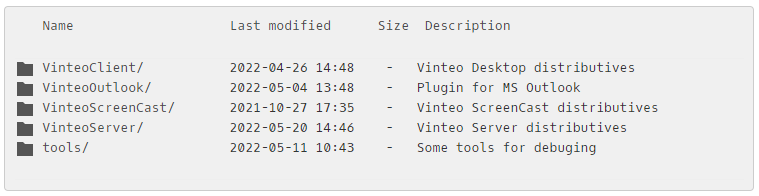 Name Last modified Size Description
VinteoClient/ 2022-04-26 14:48 - Vinteo Desktop distributives
VinteoOutlook/ 2022-05-04 13:48 - Plugin for MS Outlook
VinteoScreenCast/ 2021-10-27 17:35 - Vinteo ScreenCast distributives
VinteoServer/ 2022-05-20 14:46 - Vinteo Server distributives
tools/ 2022-05-11 10:43 - Some tools for debuging